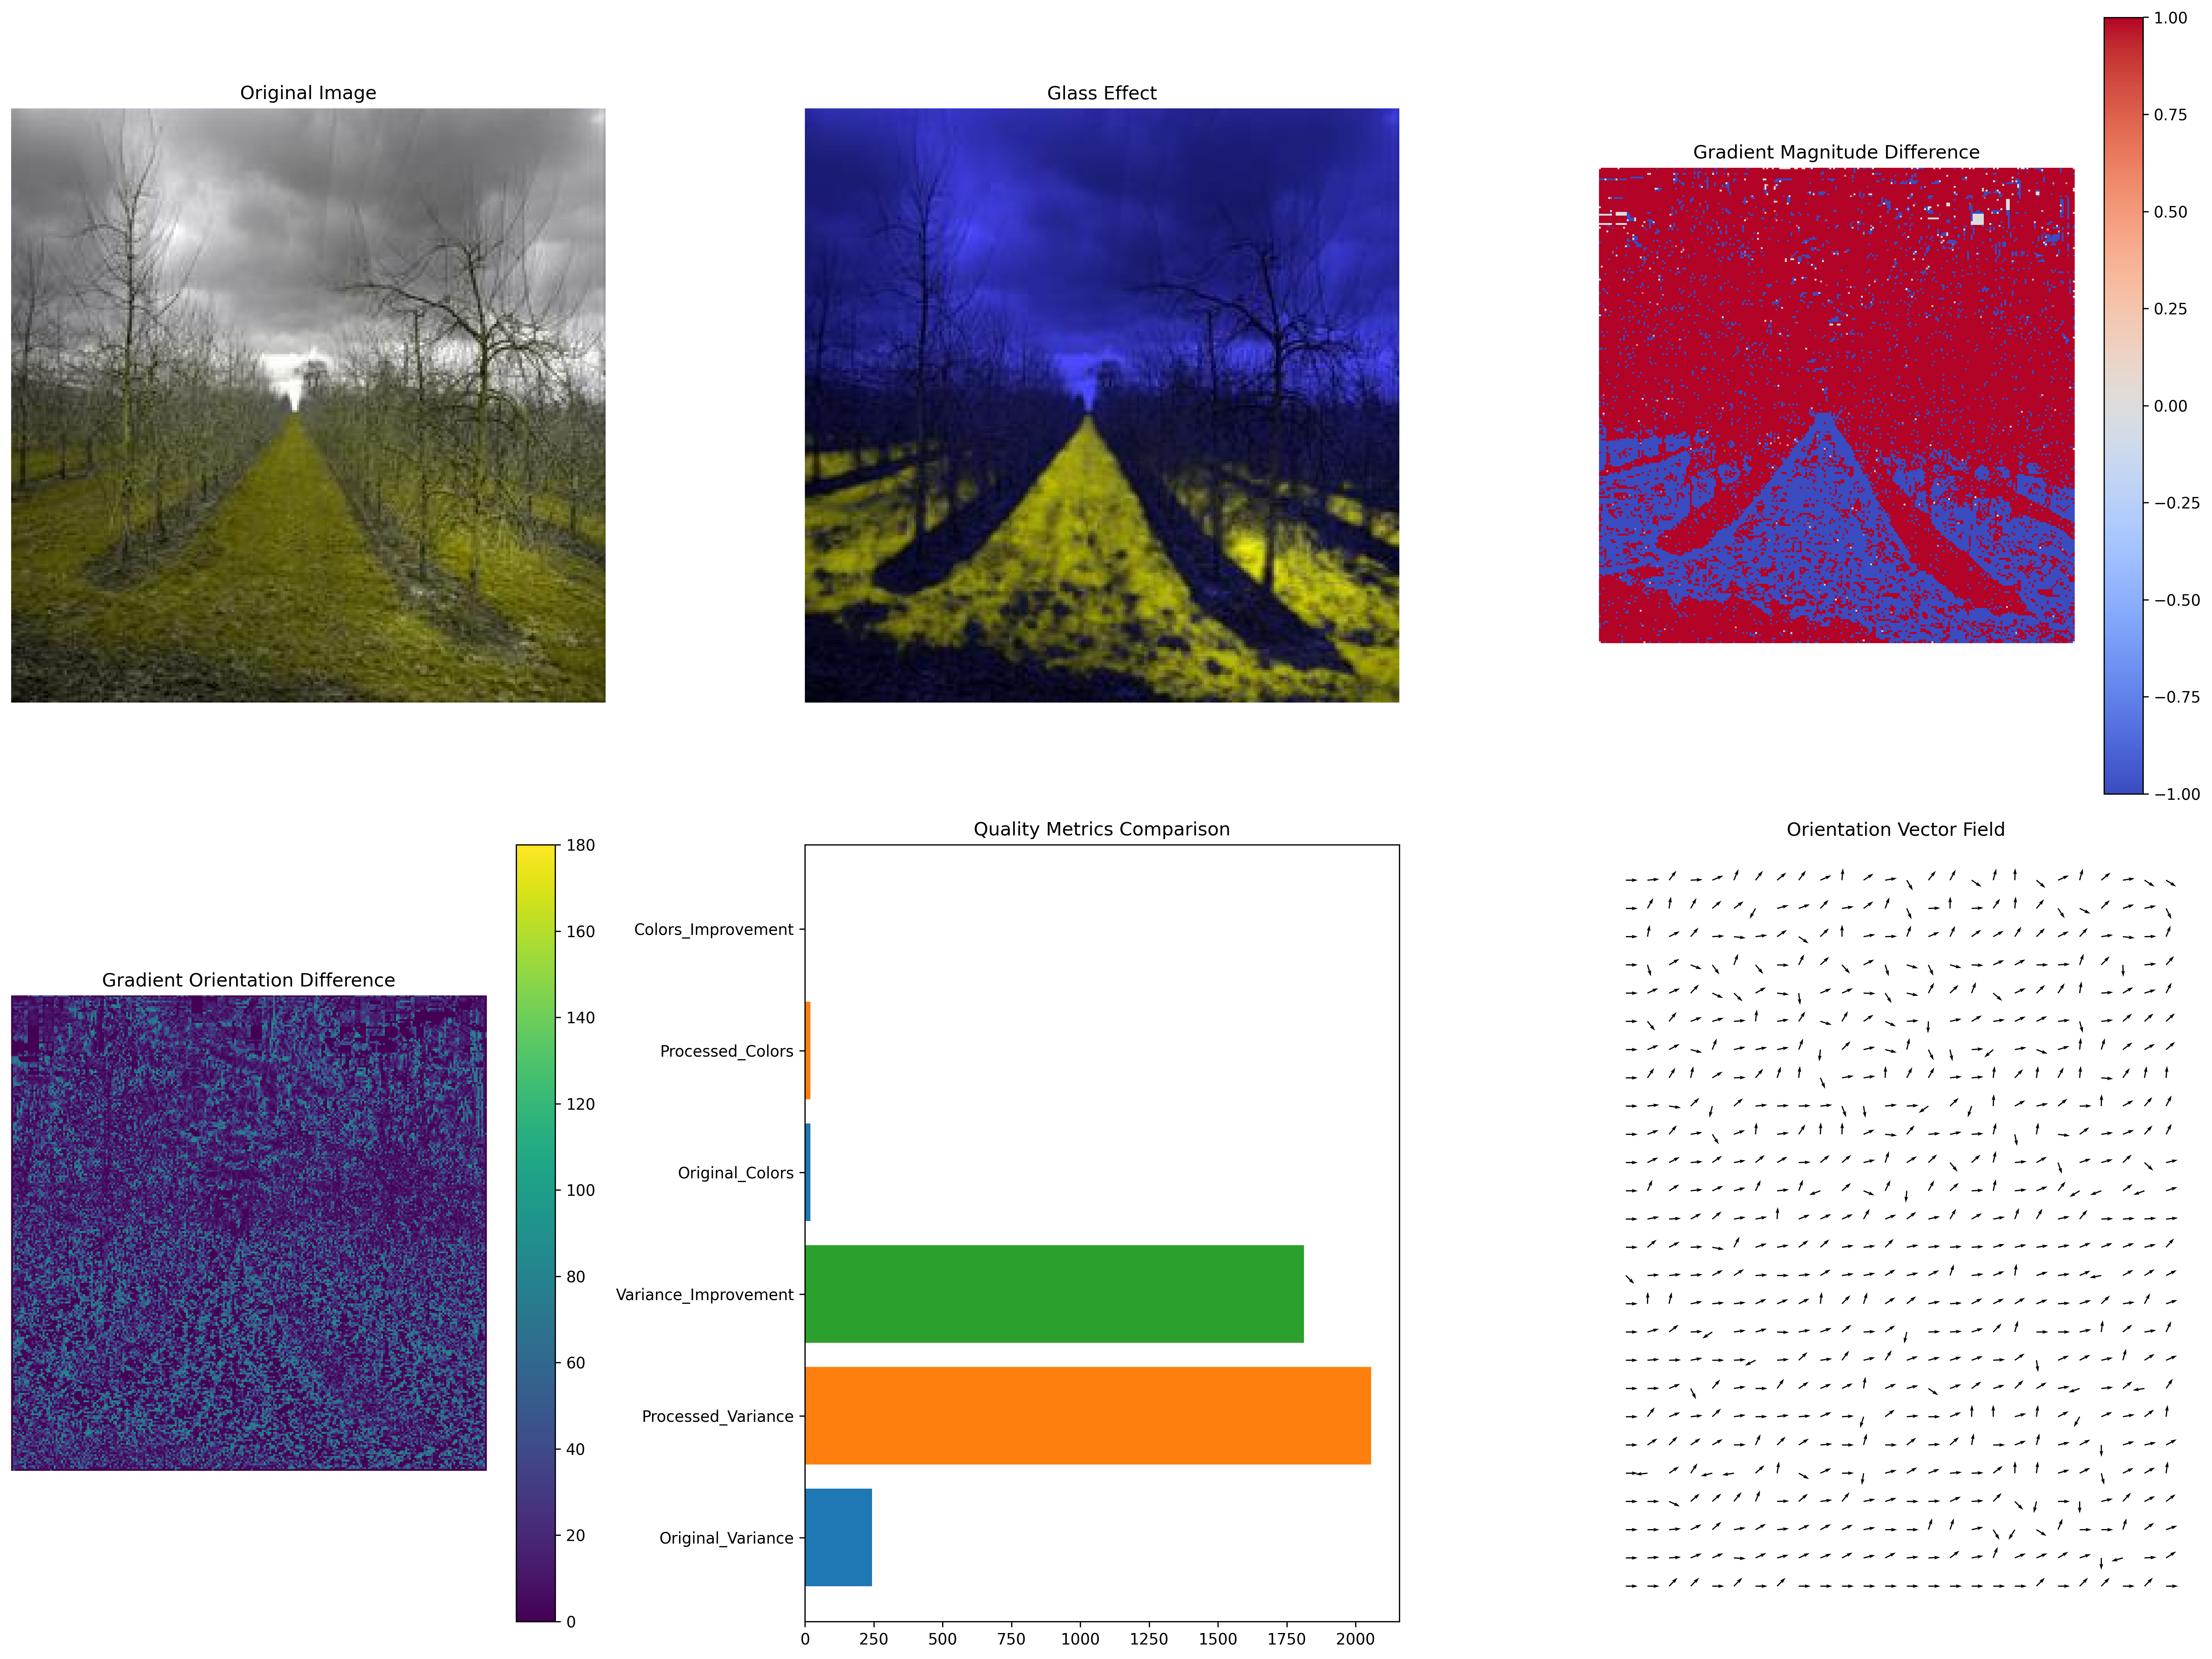 Original Image
Glass Effect
Gradient Magnitude Difference
1.00
0.75
0.50
0.25
0.00
−0.25
−0.50
−0.75
−1.00
Gradient Orientation Difference
180
160
140
120
100
80
60
40
20
0
Quality Metrics Comparison
Colors_Improvement
Processed_Colors
Original_Colors
Variance_Improvement
Processed_Variance
Original_Variance
0 250 500 750 1000 1250 1500 1750 2000
Orientation Vector Field